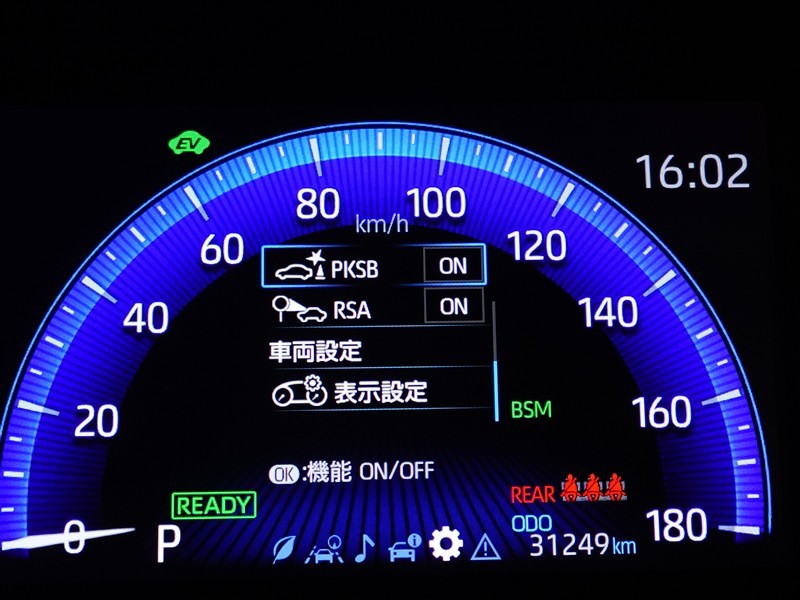 EV
16:02
80
100
km/h
60
120
PKSB ON
40
RSA ON
140
車両設定
表示設定
20
BSM
160
OK:機能 ON/OFF
READY
REAR
ODO
0
P
31249km
180